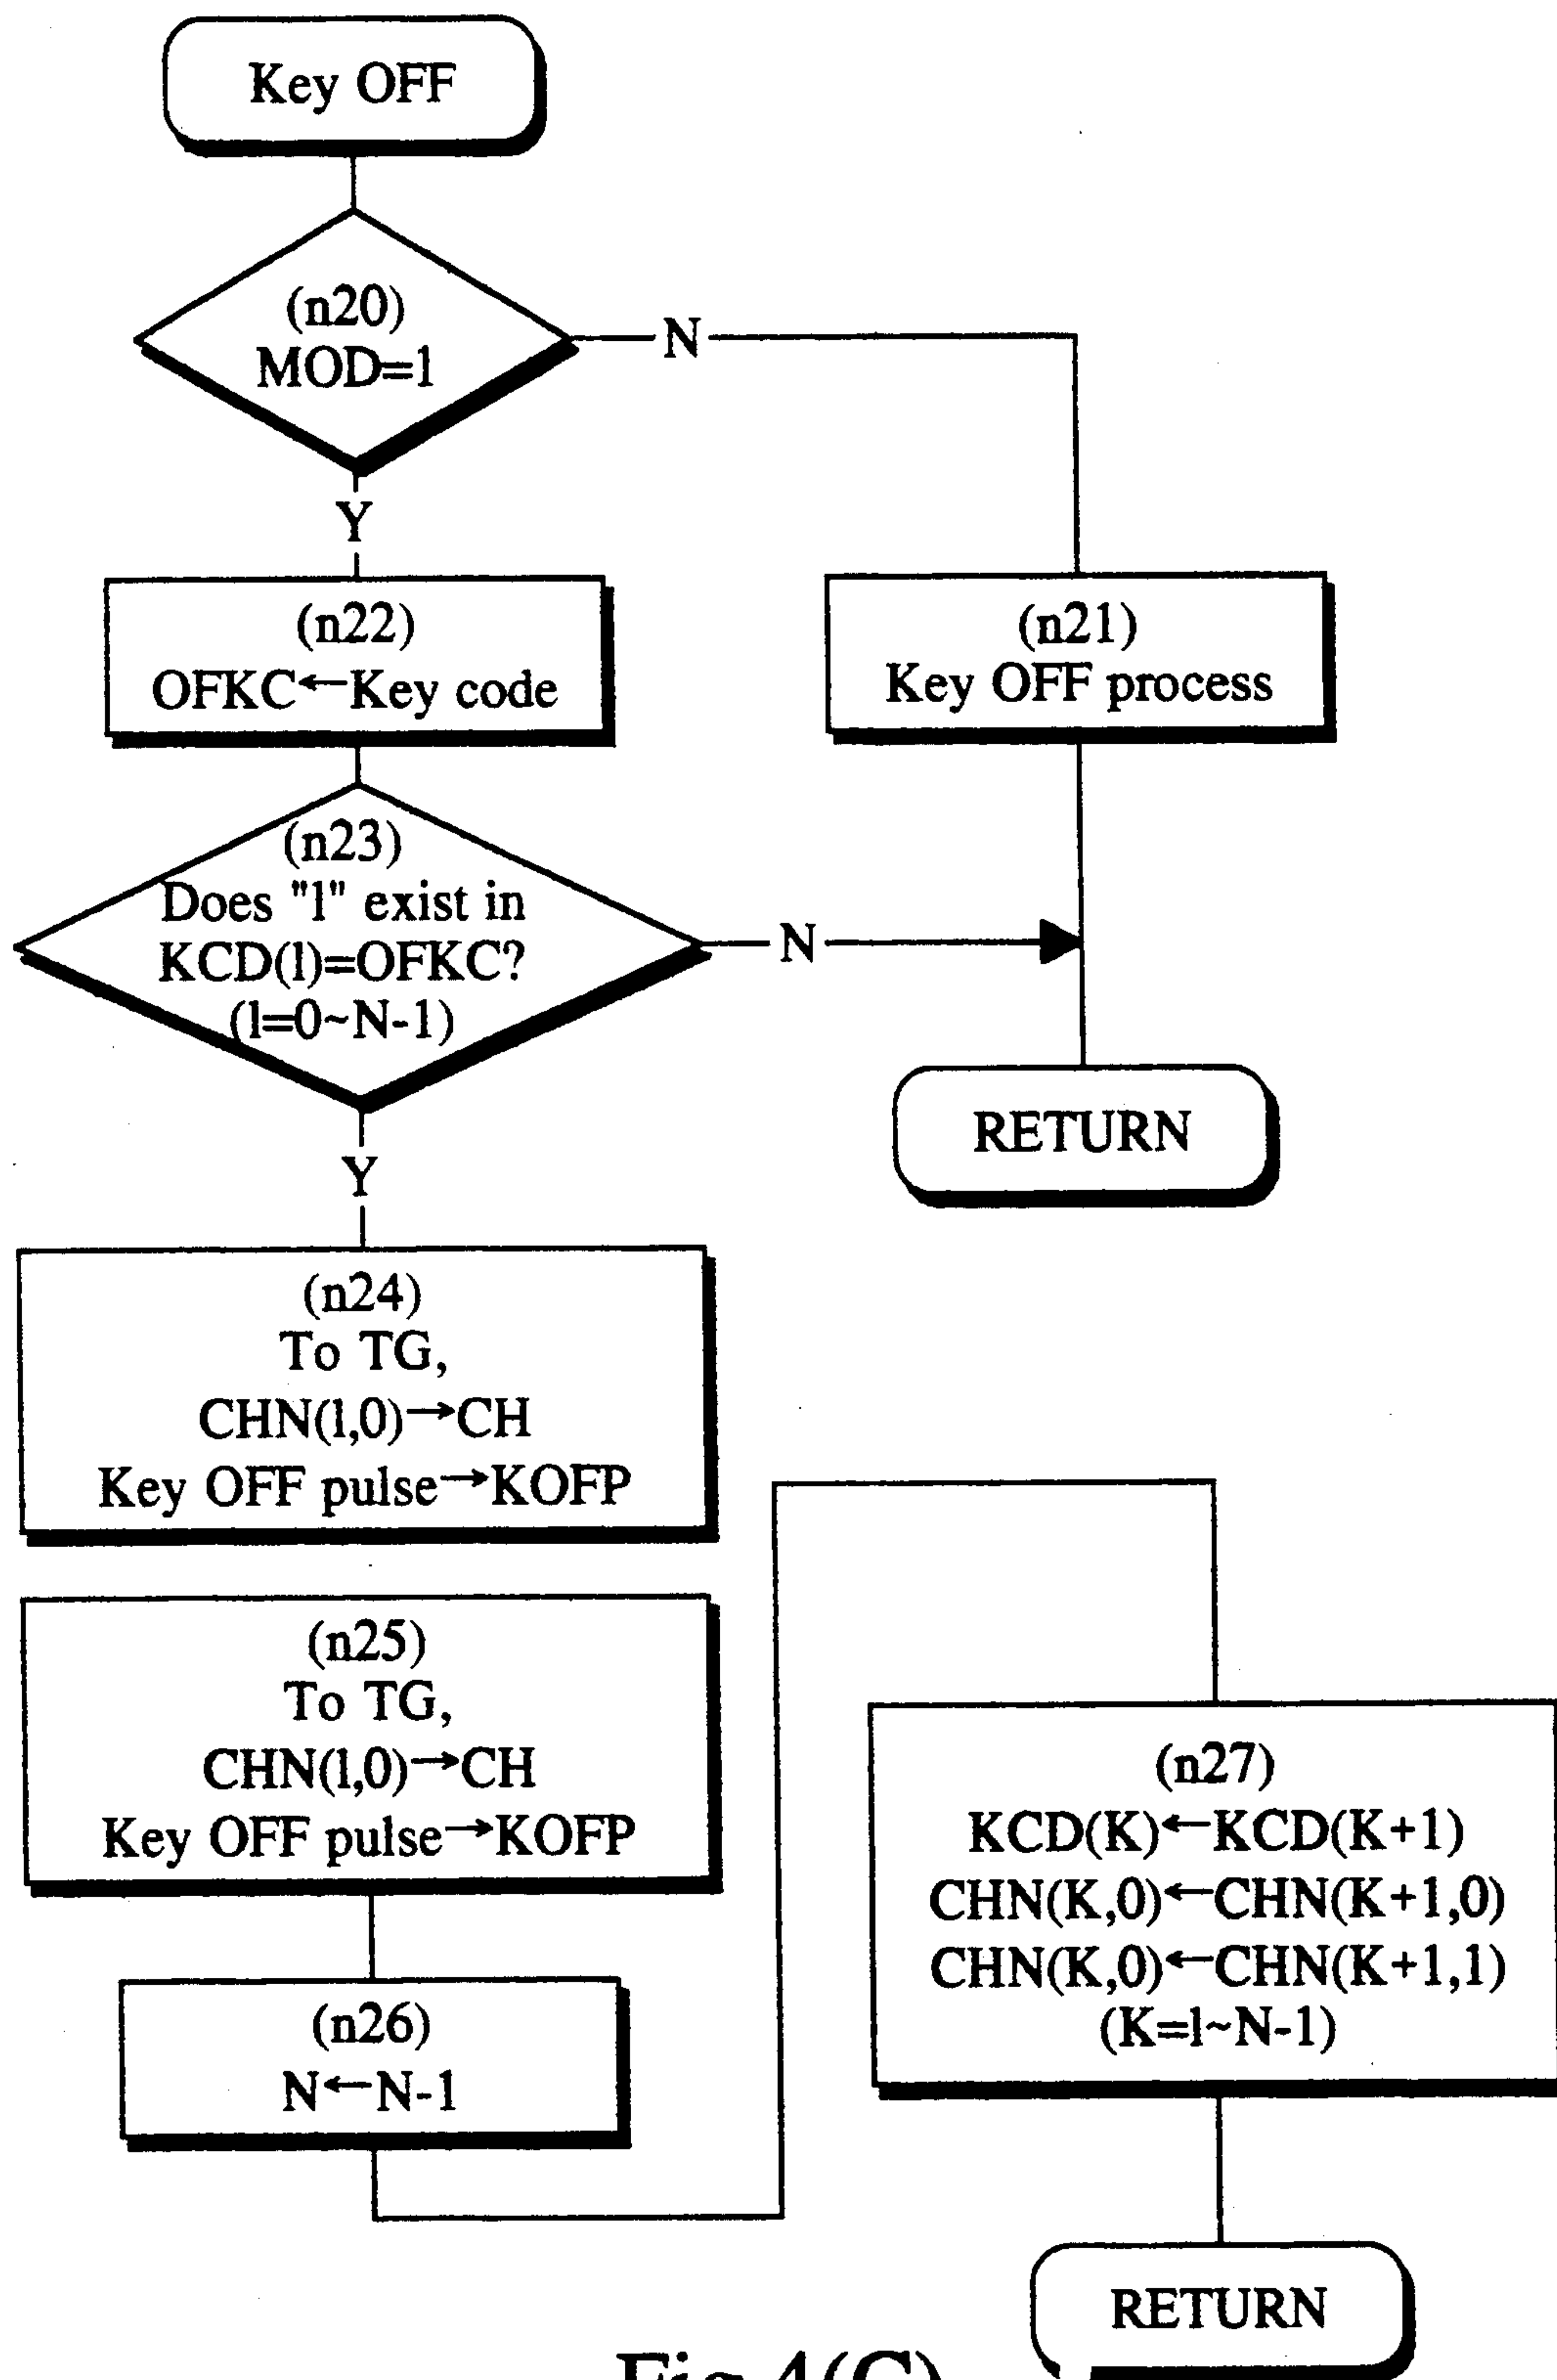 Key OFF
(n20)
MOD=1
N
Y
(n22)
OFKC←Key code
(n21)
Key OFF process
(n23)
Does "l" exist in
KCD(l)=OFKC?
(l=0~N-1)
N
RETURN
Y
(n24)
To TG,
CHN(l,0)→CH
Key OFF pulse→KOFP
(n25)
To TG,
CHN(l,0)→CH
Key OFF pulse→KOFP
(n26)
N←N-1
(n27)
KCD(K)←KCD(K+1)
CHN(K,0)←CHN(K+1,0)
CHN(K,0)←CHN(K+1,1)
(K=l~N-1)
RETURN
Fig.4(C)